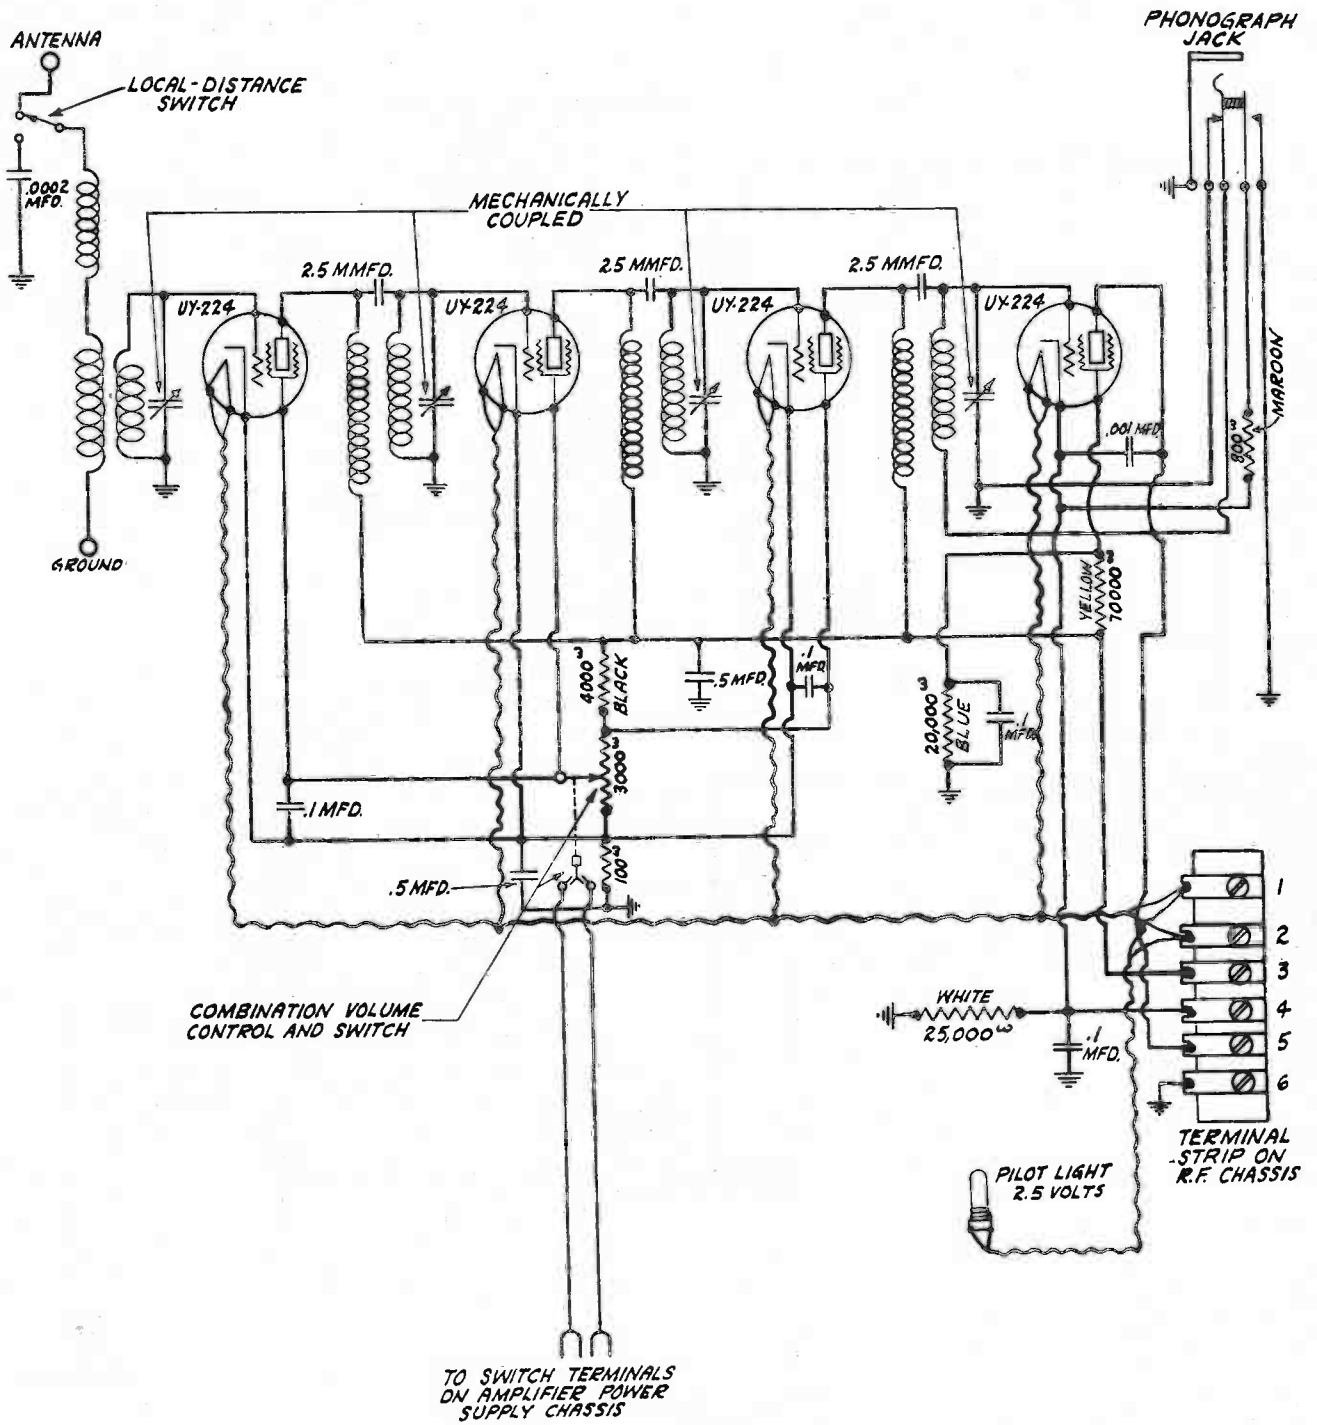 PHONOGRAPH
JACK
ANTENNA
LOCAL-DISTANCE
SWITCH
.0002
MFD.
MECHANICALLY
COUPLED
2.5 MMFD.
2.5 MMFD.
2.5 MMFD.
UY-224
UY-224
UY-224
UY-224
MAROON
.001 MFD.
800 ω
GROUND
YELLOW
70000 ω
4000 ω
BLACK
.5 MFD.
.1
MFD.
20,000 ω
BLUE
.1
MFD.
3000 ω
.1 MFD.
100 ω
.5 MFD.
1
2
3
4
5
6
COMBINATION VOLUME
CONTROL AND SWITCH
WHITE
25,000 ω
.1
MFD.
TERMINAL
STRIP ON
R.F. CHASSIS
PILOT LIGHT
2.5 VOLTS
TO SWITCH TERMINALS
ON AMPLIFIER POWER
SUPPLY CHASSIS